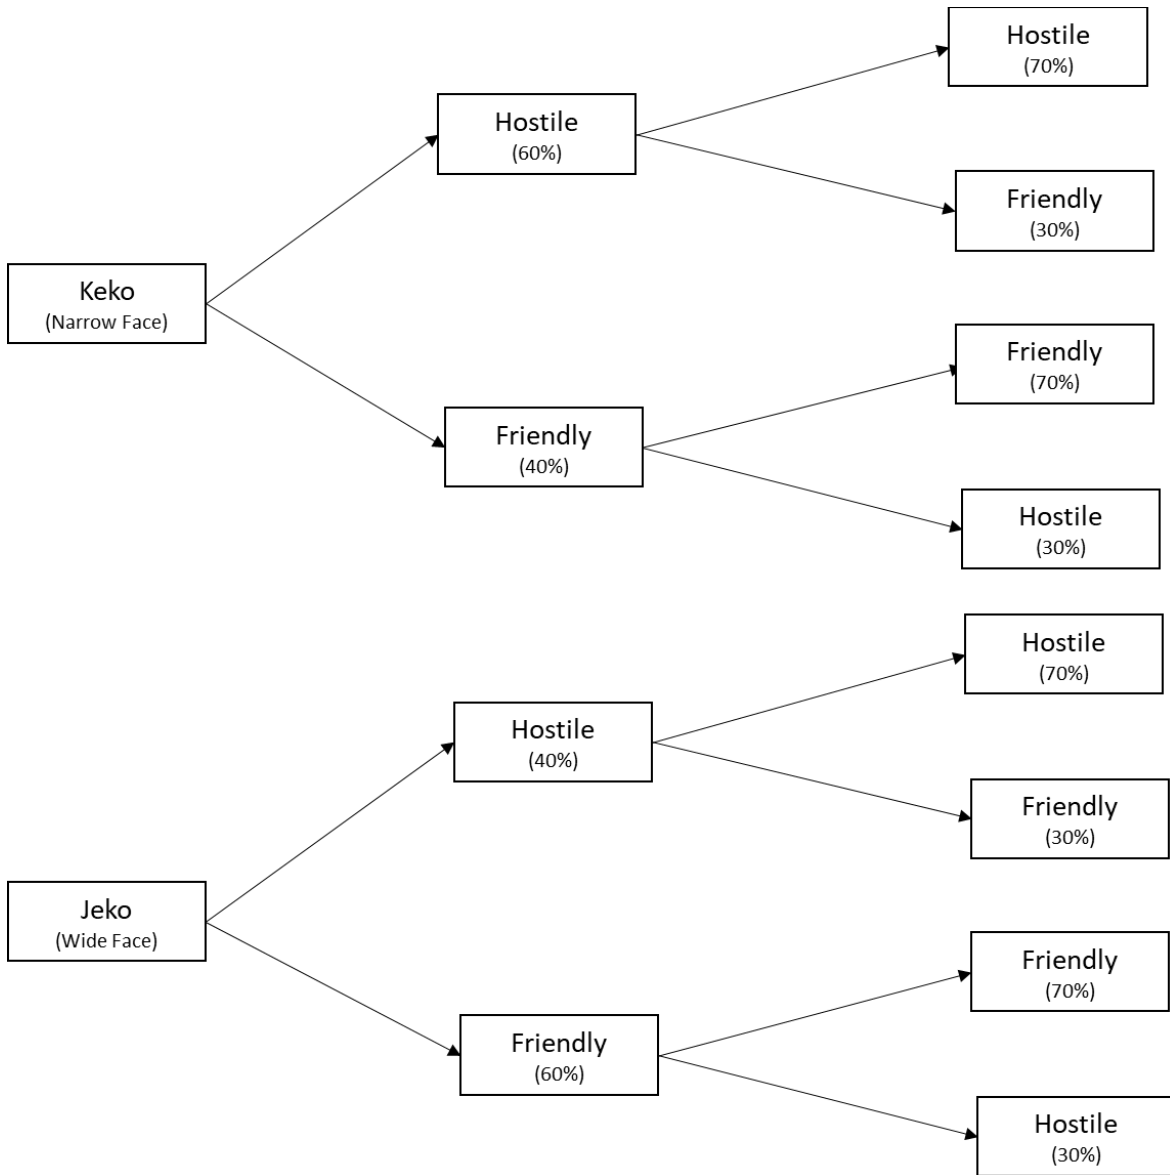 Hostile
(70%)
Hostile
(60%)
Friendly
(30%)
Keko
(Narrow Face)
Friendly
(70%)
Friendly
(40%)
Hostile
(30%)
Hostile
(70%)
Hostile
(40%)
Friendly
(30%)
Jeko
(Wide Face)
Friendly
(70%)
Friendly
(60%)
Hostile
(30%)